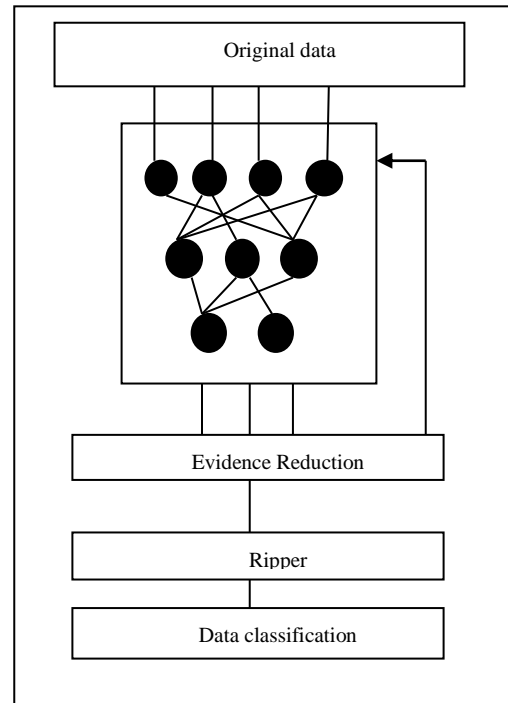 Original data
Evidence Reduction
Ripper
Data classification